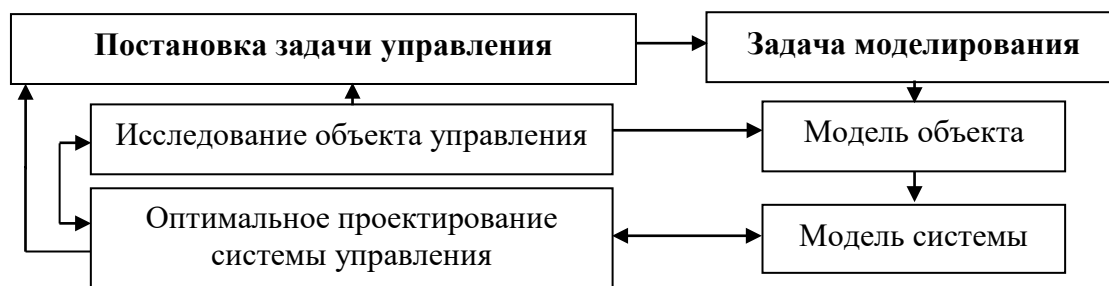 Постановка задачи управления
Задача моделирования
Исследование объекта управления
Модель объекта
Оптимальное проектирование
системы управления
Модель системы